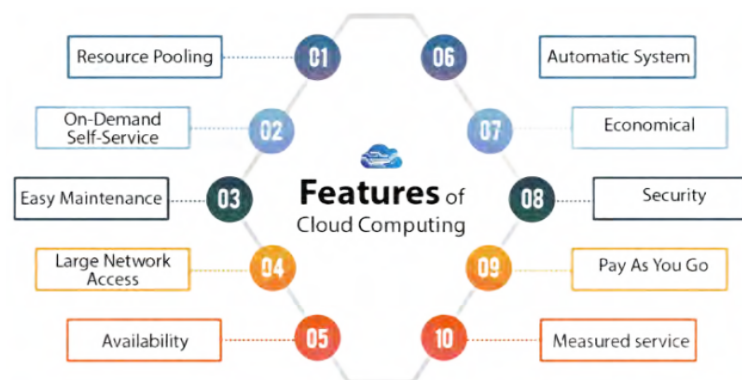 01
Resource Pooling
02
On-Demand
Self-Service
03
Easy Maintenance
04
Large Network
Access
05
Availability
Features of
Cloud Computing
06
Automatic System
07
Economical
08
Security
09
Pay As You Go
10
Measured service